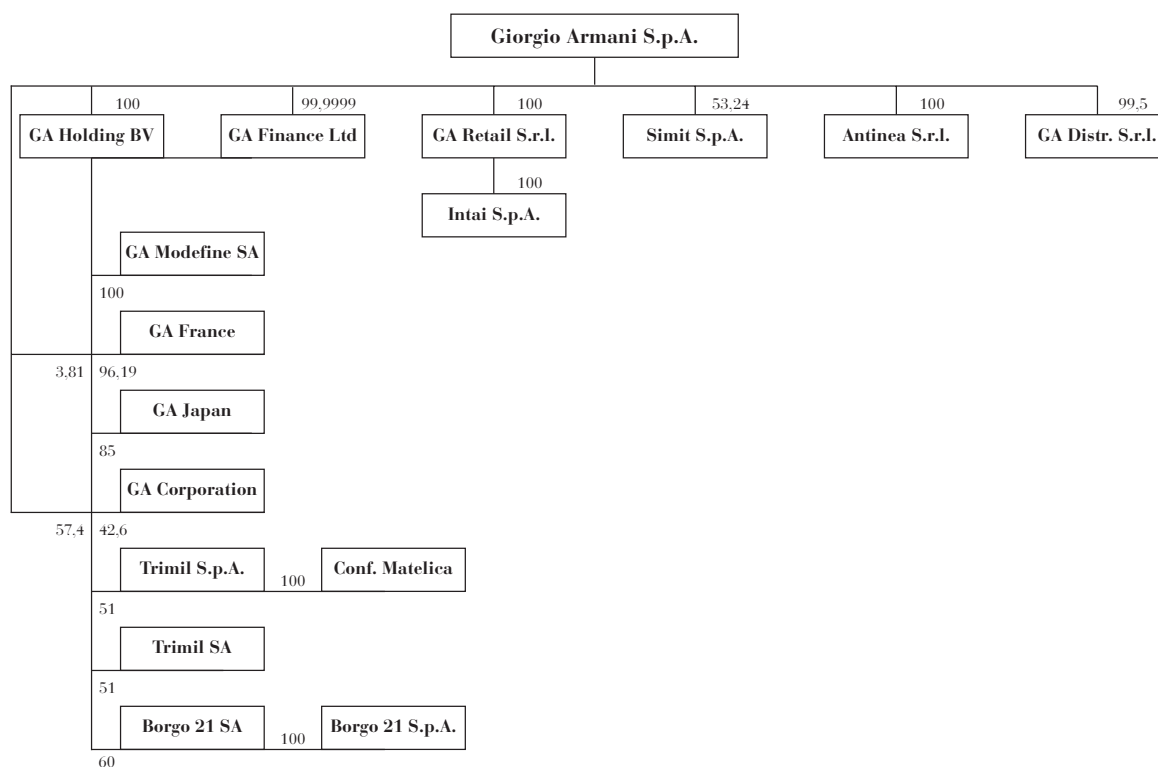 Giorgio Armani S.p.A.
100 99,9999 100 53,24 100 99,5
GA Holding BV GA Finance Ltd GA Retail S.r.l. Simit S.p.A. Antinea S.r.l. GA Distr. S.r.l.
100
Intai S.p.A.
GA Modefine SA
100
GA France
3,81 96,19
GA Japan
85
GA Corporation
57,4 42,6
Trimil S.p.A. 100 Conf. Matelica
51
Trimil SA
51
Borgo 21 SA 100 Borgo 21 S.p.A.
60